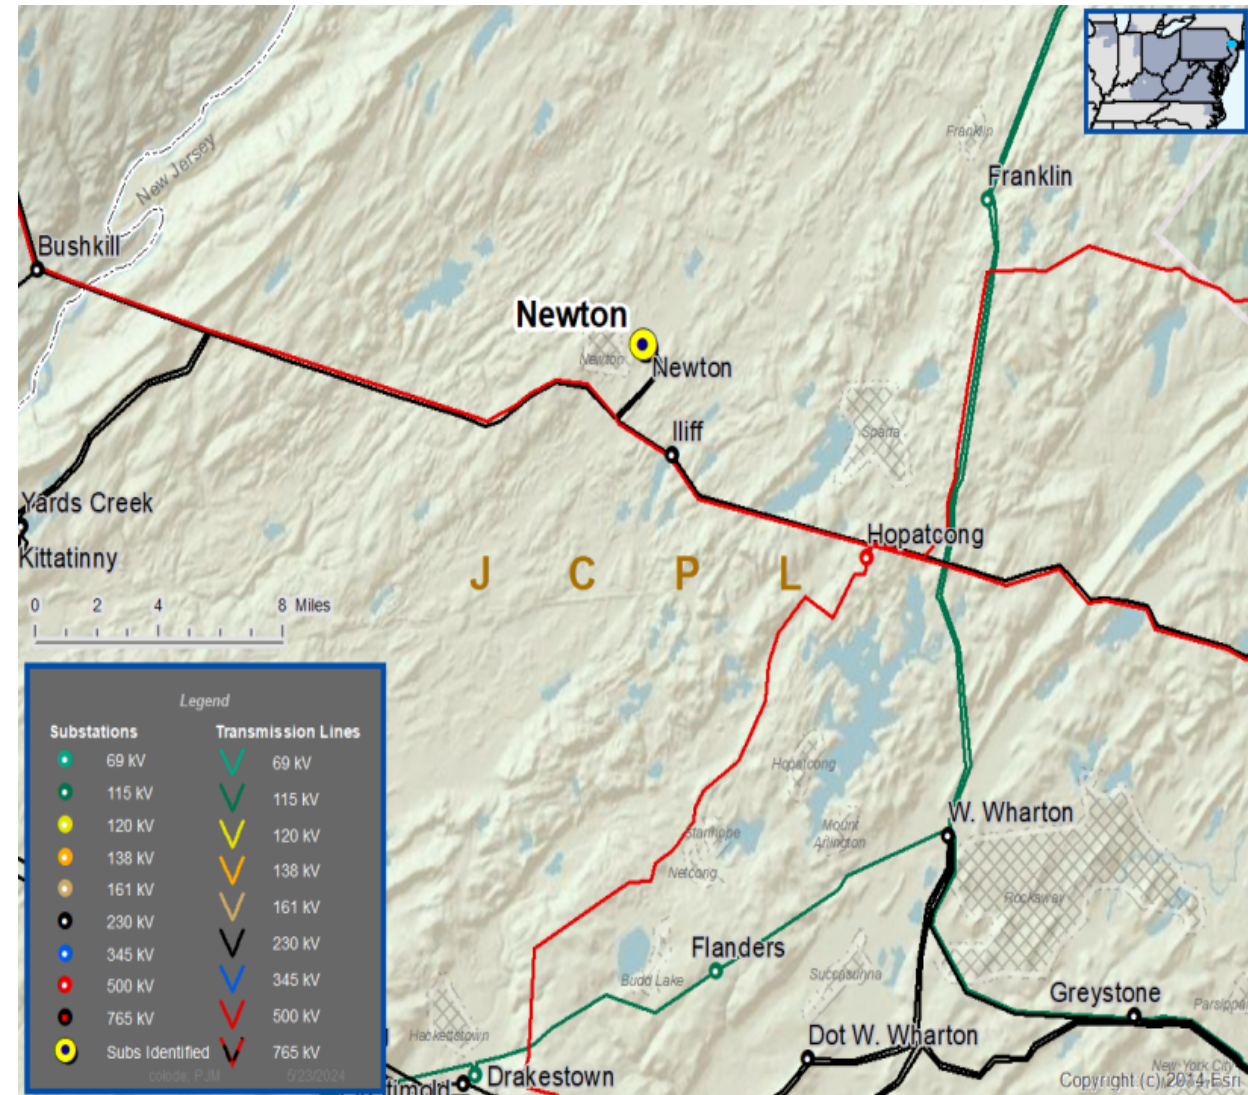 Franklin
Franklin
New Jersey
Bushkill
Newton
Newton
Newton
Iliff
Sparta
Yards Creek
Hopatcong
Kittatinny
J C P L
0 2 4 8 Miles
Legend
Substations Transmission Lines
69 kV 69 kV
115 kV 115 kV
120 kV 120 kV
138 kV 138 kV
161 kV 161 kV
230 kV 230 kV
345 kV 345 kV
500 kV 500 kV
765 kV 765 kV
Subs Identified
colode, PJM 5/23/2024
Hopatcong
W. Wharton
Mount
Arlington
Stanhope
Netcong
Rockaway
Flanders
Budd Lake
Succasunna
Greystone
Hackettstown
Dot W. Wharton
Drakestown
New York City
Copyright (c) 2014 Esri